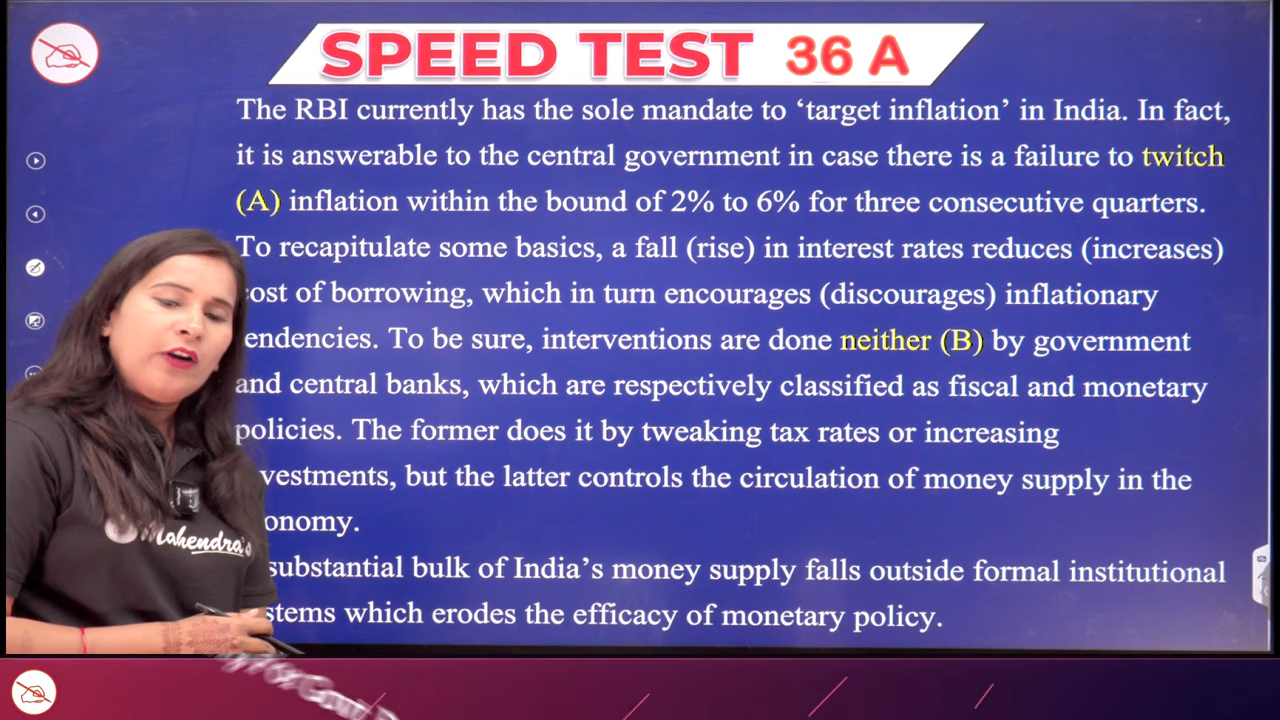 SPEED TEST 36 A
The RBI currently has the sole mandate to ‘target inflation’ in India. In fact,
it is answerable to the central government in case there is a failure to twitch
(A) inflation within the bound of 2% to 6% for three consecutive quarters.
To recapitulate some basics, a fall (rise) in interest rates reduces (increases)
cost of borrowing, which in turn encourages (discourages) inflationary
tendencies. To be sure, interventions are done neither (B) by government
and central banks, which are respectively classified as fiscal and monetary
policies. The former does it by tweaking tax rates or increasing
vestments, but the latter controls the circulation of money supply in the
onomy.
substantial bulk of India’s money supply falls outside formal institutional
stems which erodes the efficacy of monetary policy.
Mahendra's